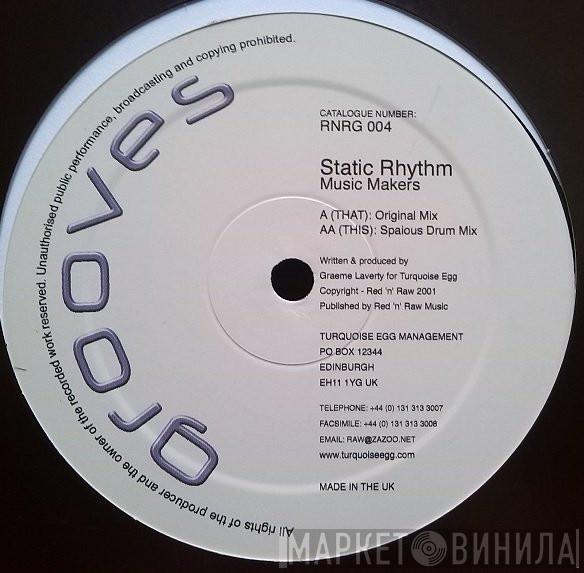 All rights of the producer and the owner of the recorded work reserved. Unauthorised public performance, broadcasting and copying prohibited.
grooves
CATALOGUE NUMBER:
RNRG 004
Static Rhythm
Music Makers
A (THAT): Original Mix
AA (THIS): Spaious Drum Mix
Written & produced by
Graeme Laverty for Turquoise Egg
Copyright - Red 'n' Raw 2001
Published by Red 'n' Raw Music
TURQUOISE EGG MANAGEMENT
PO BOX 12344
EDINBURGH
EH11 1YG UK
TELEPHONE: +44 (0) 131 313 3007
FACSIMILE: +44 (0) 131 313 3008
EMAIL: RAW@ZAZOO.NET
www.turquoiseegg.com
MADE IN THE UK
МАРКЕТ ВИНИЛА